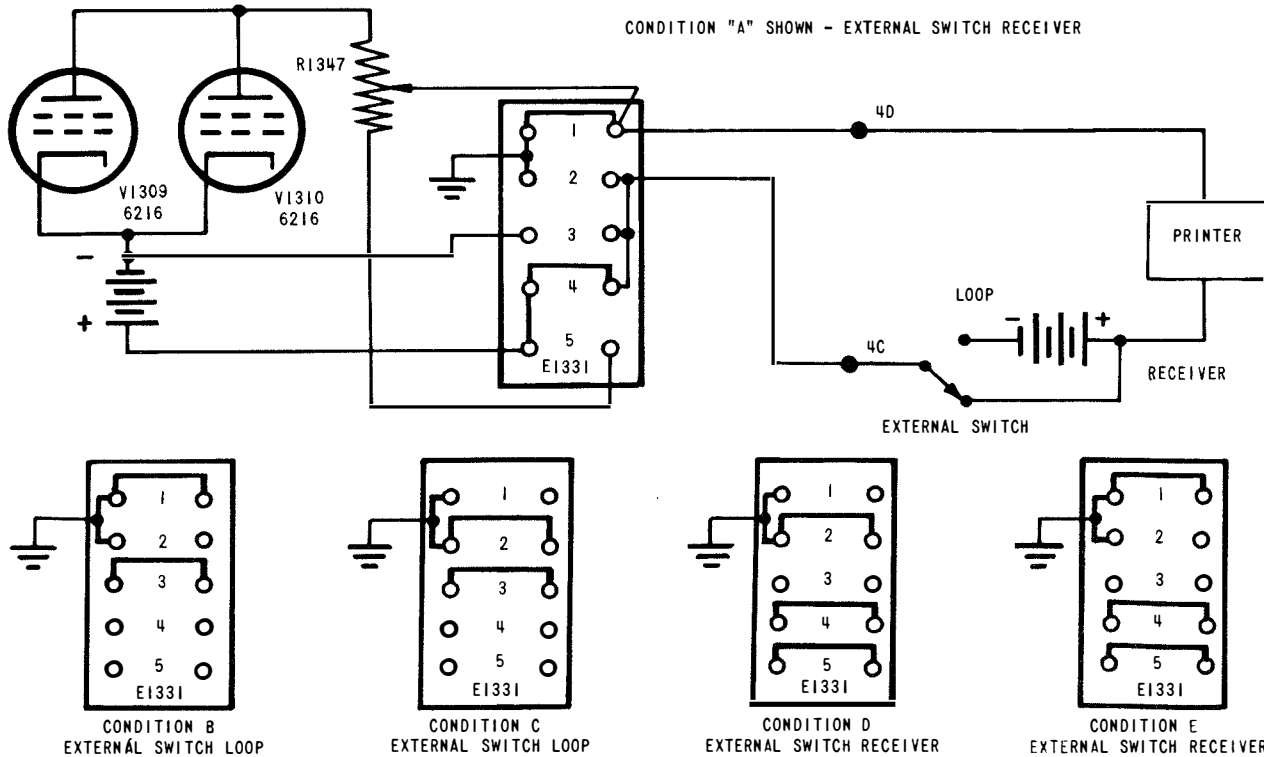 CONDITION "A" SHOWN - EXTERNAL SWITCH RECEIVER
R1347
V1309
6216
V1310
6216
-
+
1
2
3
4
5
E1331
4D
PRINTER
LOOP
- +
4C
RECEIVER
EXTERNAL SWITCH
1
2
3
4
5
E1331
CONDITION B
EXTERNAL SWITCH LOOP
1
2
3
4
5
E1331
CONDITION C
EXTERNAL SWITCH LOOP
1
2
3
4
5
E1331
CONDITION D
EXTERNAL SWITCH RECEIVER
1
2
3
4
5
E1331
CONDITION E
EXTERNAL SWITCH RECEIVER